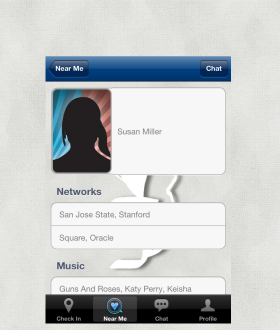 Near Me
Chat
Susan Miller
Networks
San Jose State, Stanford
Square, Oracle
Music
Guns And Roses, Katy Perry, Keisha
Check In
Near Me
Chat
Profile